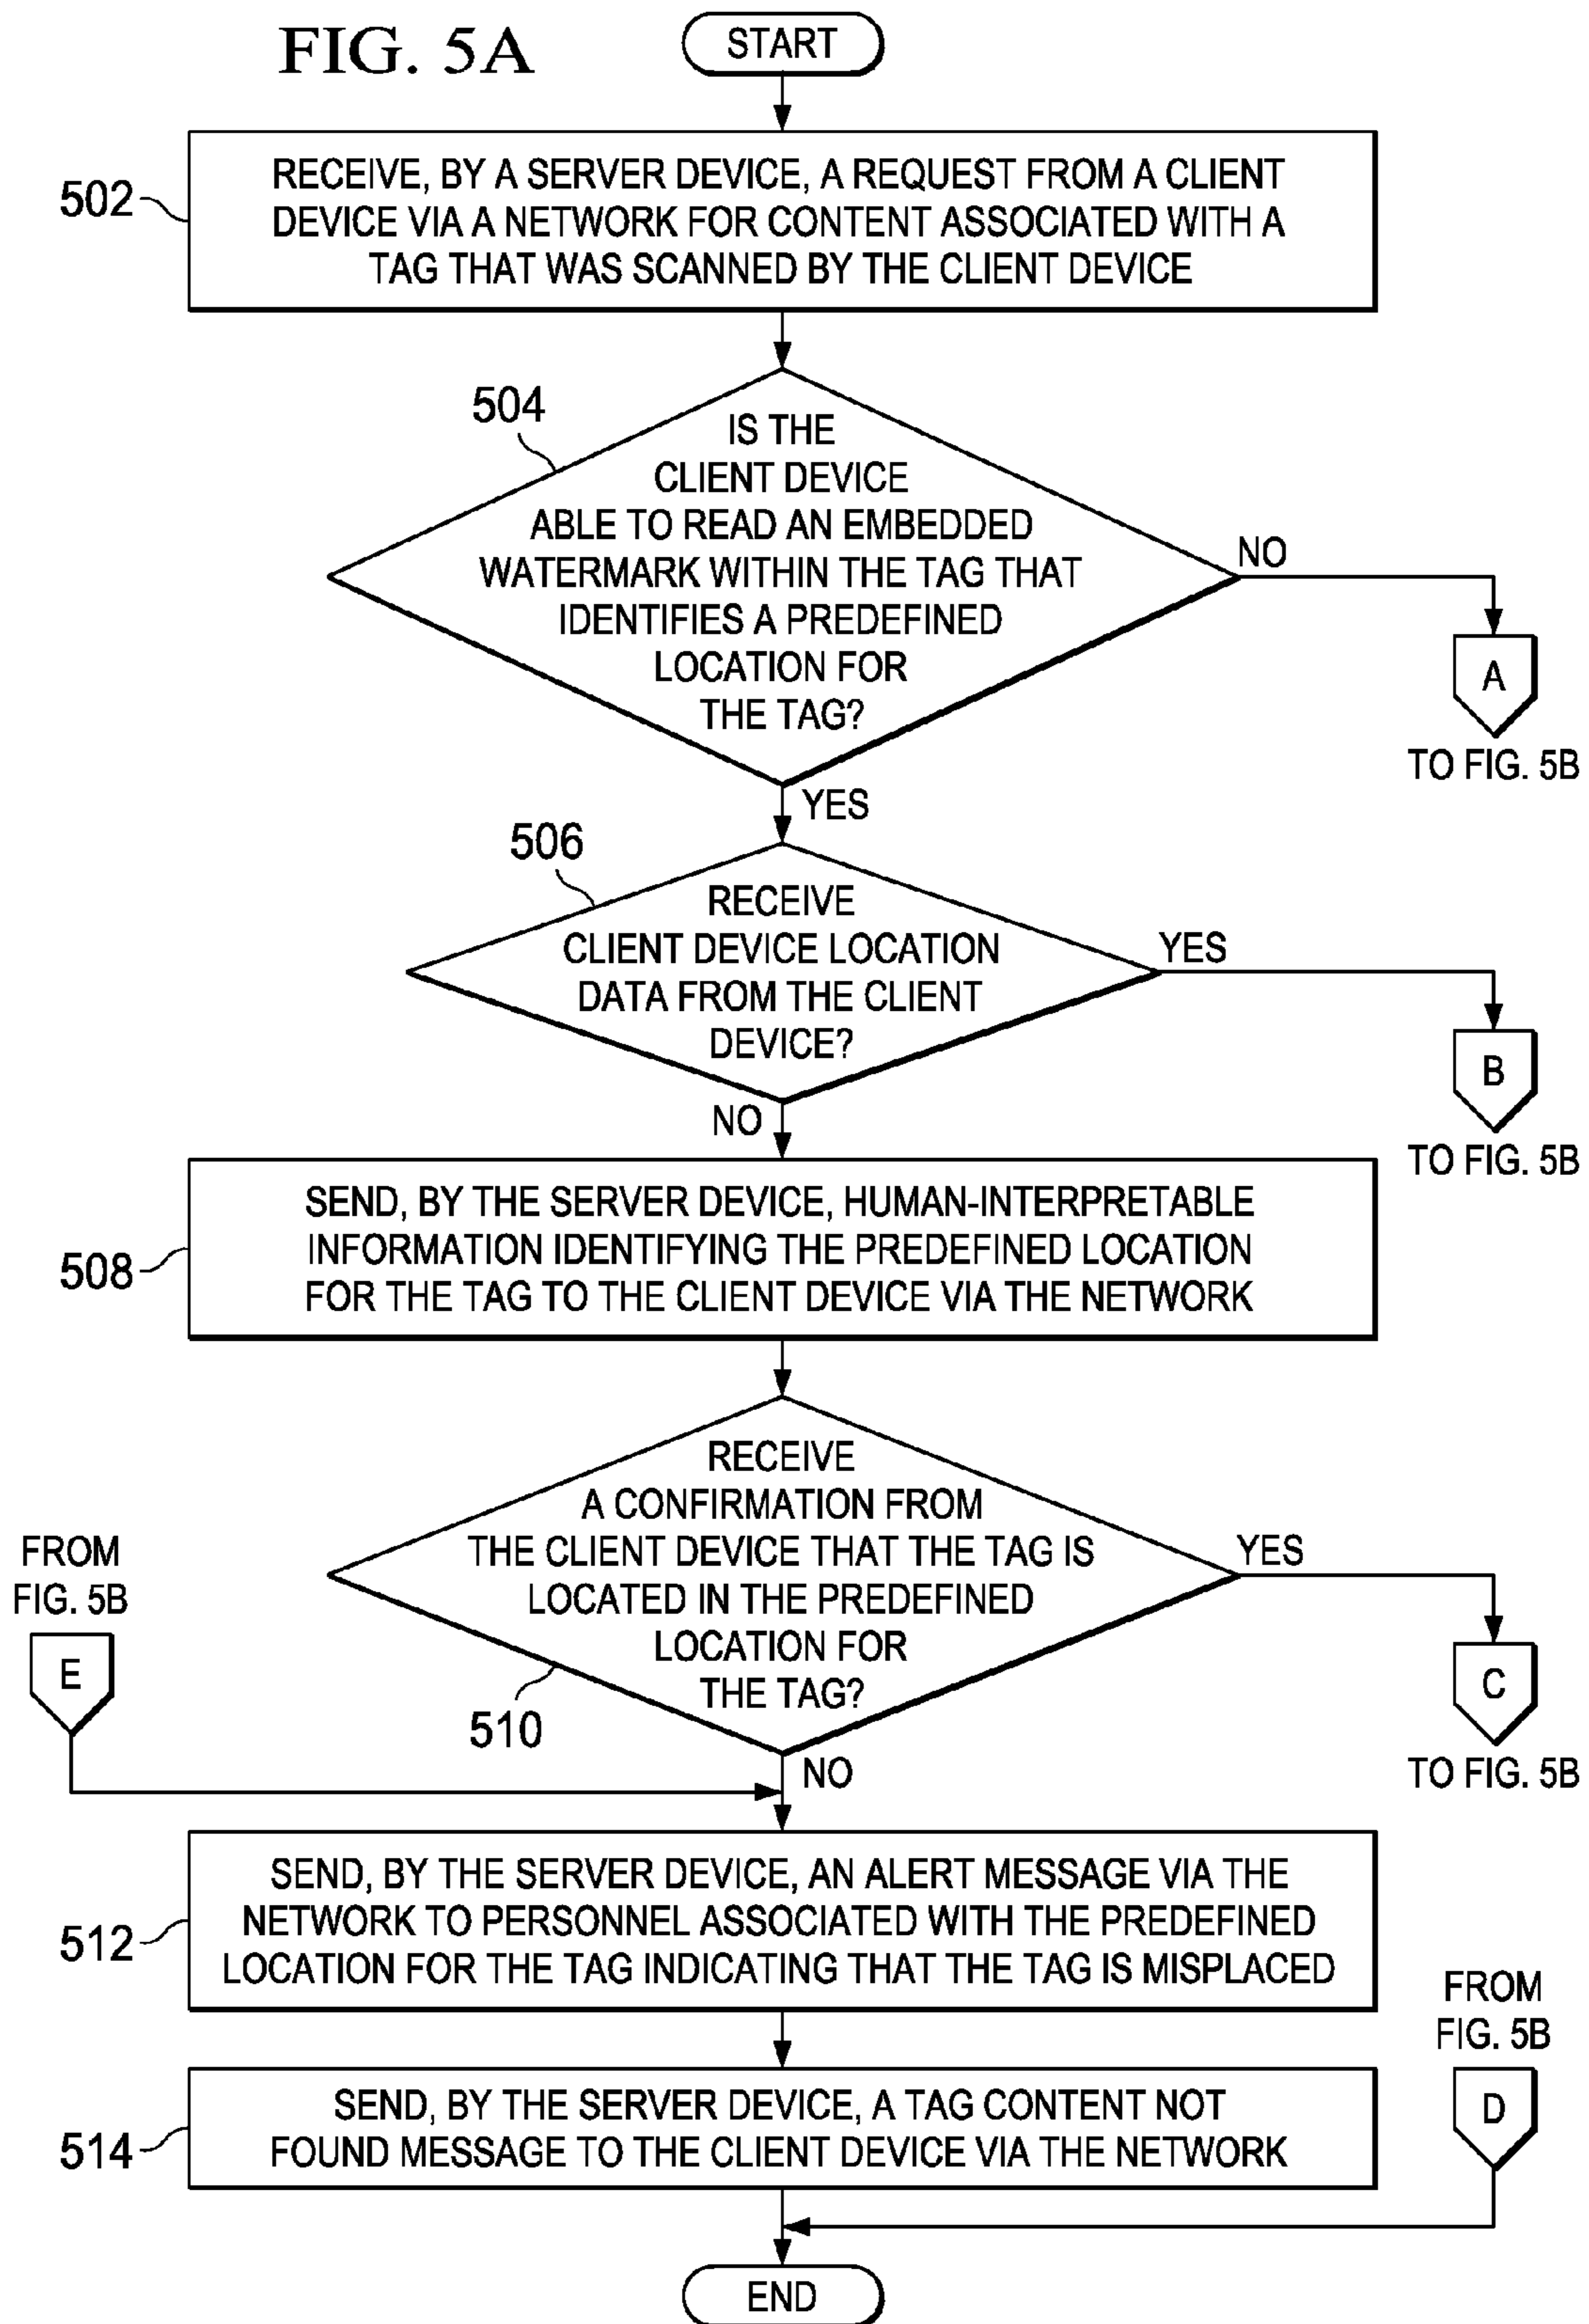 FIG. 5A
START
502
RECEIVE, BY A SERVER DEVICE, A REQUEST FROM A CLIENT
DEVICE VIA A NETWORK FOR CONTENT ASSOCIATED WITH A
TAG THAT WAS SCANNED BY THE CLIENT DEVICE
504
IS THE
CLIENT DEVICE
ABLE TO READ AN EMBEDDED
WATERMARK WITHIN THE TAG THAT
IDENTIFIES A PREDEFINED
LOCATION FOR
THE TAG?
NO
A
TO FIG. 5B
YES
506
RECEIVE
CLIENT DEVICE LOCATION
DATA FROM THE CLIENT
DEVICE?
YES
B
TO FIG. 5B
NO
508
SEND, BY THE SERVER DEVICE, HUMAN-INTERPRETABLE
INFORMATION IDENTIFYING THE PREDEFINED LOCATION
FOR THE TAG TO THE CLIENT DEVICE VIA THE NETWORK
RECEIVE
A CONFIRMATION FROM
THE CLIENT DEVICE THAT THE TAG IS
LOCATED IN THE PREDEFINED
LOCATION FOR
THE TAG?
510
YES
C
TO FIG. 5B
FROM
FIG. 5B
E
NO
512
SEND, BY THE SERVER DEVICE, AN ALERT MESSAGE VIA THE
NETWORK TO PERSONNEL ASSOCIATED WITH THE PREDEFINED
LOCATION FOR THE TAG INDICATING THAT THE TAG IS MISPLACED
514
SEND, BY THE SERVER DEVICE, A TAG CONTENT NOT
FOUND MESSAGE TO THE CLIENT DEVICE VIA THE NETWORK
FROM
FIG. 5B
D
END